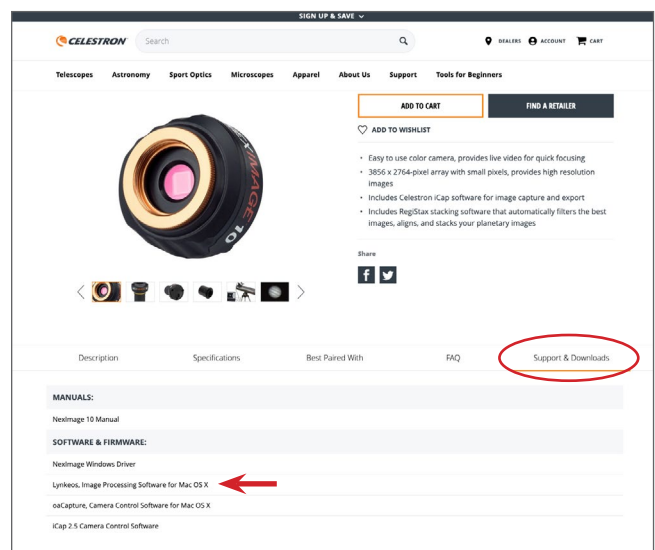 SIGN UP & SAVE
CELESTRON Search DEALERS ACCOUNT CART
Telescopes Astronomy Sport Optics Microscopes Apparel About Us Support Tools for Beginners
ADD TO CART FIND A RETAILER
ADD TO WISHLIST
Easy to use color camera, provides live video for quick focusing
3856 x 2764-pixel array with small pixels, provides high resolution
images
Includes Celestron iCap software for image capture and export
Includes RegiStax stacking software that automatically filters the best
images, aligns, and stacks your planetary images
IMAGE 10
Share
Description Specifications Best Paired With FAQ Support & Downloads
MANUALS:
NexImage 10 Manual
SOFTWARE & FIRMWARE:
NexImage Windows Driver
Lynkeos, Image Processing Software for Mac OS X
oaCapture, Camera Control Software for Mac OS X
iCap 2.5 Camera Control Software